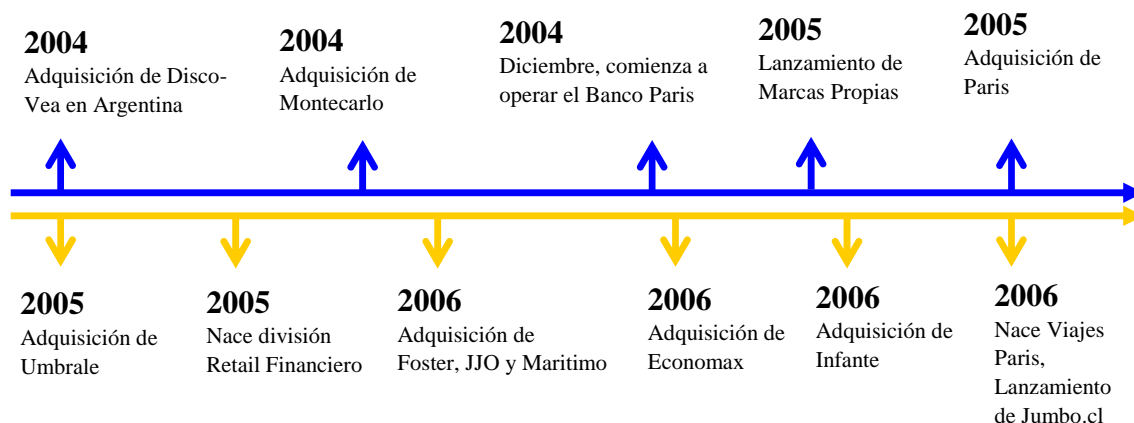 2004
Adquisición de Disco-
Vea en Argentina
2004
Adquisición de
Montecarlo
2004
Diciembre, comienza a
operar el Banco Paris
2005
Lanzamiento de
Marcas Propias
2005
Adquisición de
Paris
2005
Adquisición de
Umbrale
2005
Nace división
Retail Financiero
2006
Adquisición de
Foster, JJO y Maritimo
2006
Adquisición de
Economax
2006
Adquisición de
Infante
2006
Nace Viajes
Paris,
Lanzamiento
de Jumbo.cl